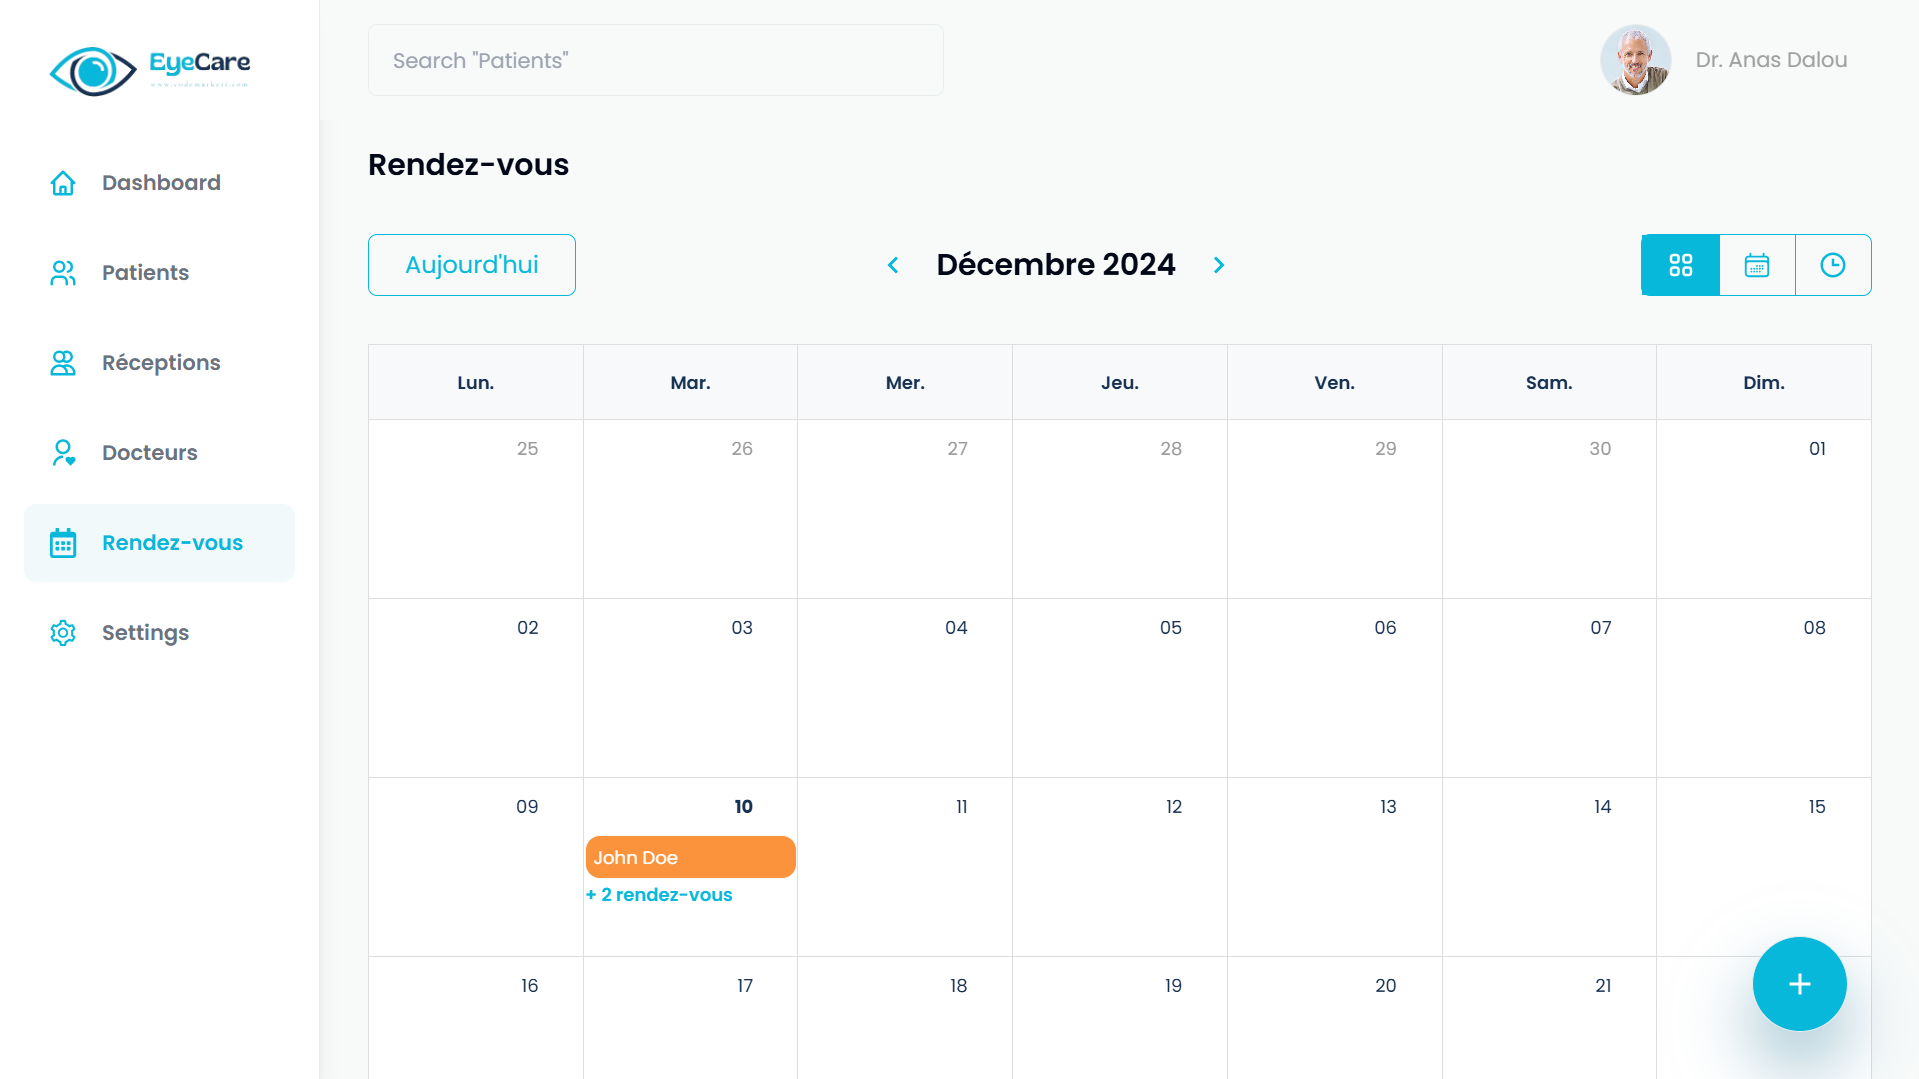 EyeCare
www.codemarketi.com
Search "Patients"
Dr. Anas Dalou
Dashboard
Patients
Réceptions
Docteurs
Rendez-vous
Settings
Rendez-vous
Aujourd'hui
Décembre 2024
Lun. Mar. Mer. Jeu. Ven. Sam. Dim.
25 26 27 28 29 30 01
02 03 04 05 06 07 08
09 10 11 12 13 14 15
John Doe
+ 2 rendez-vous
16 17 18 19 20 21